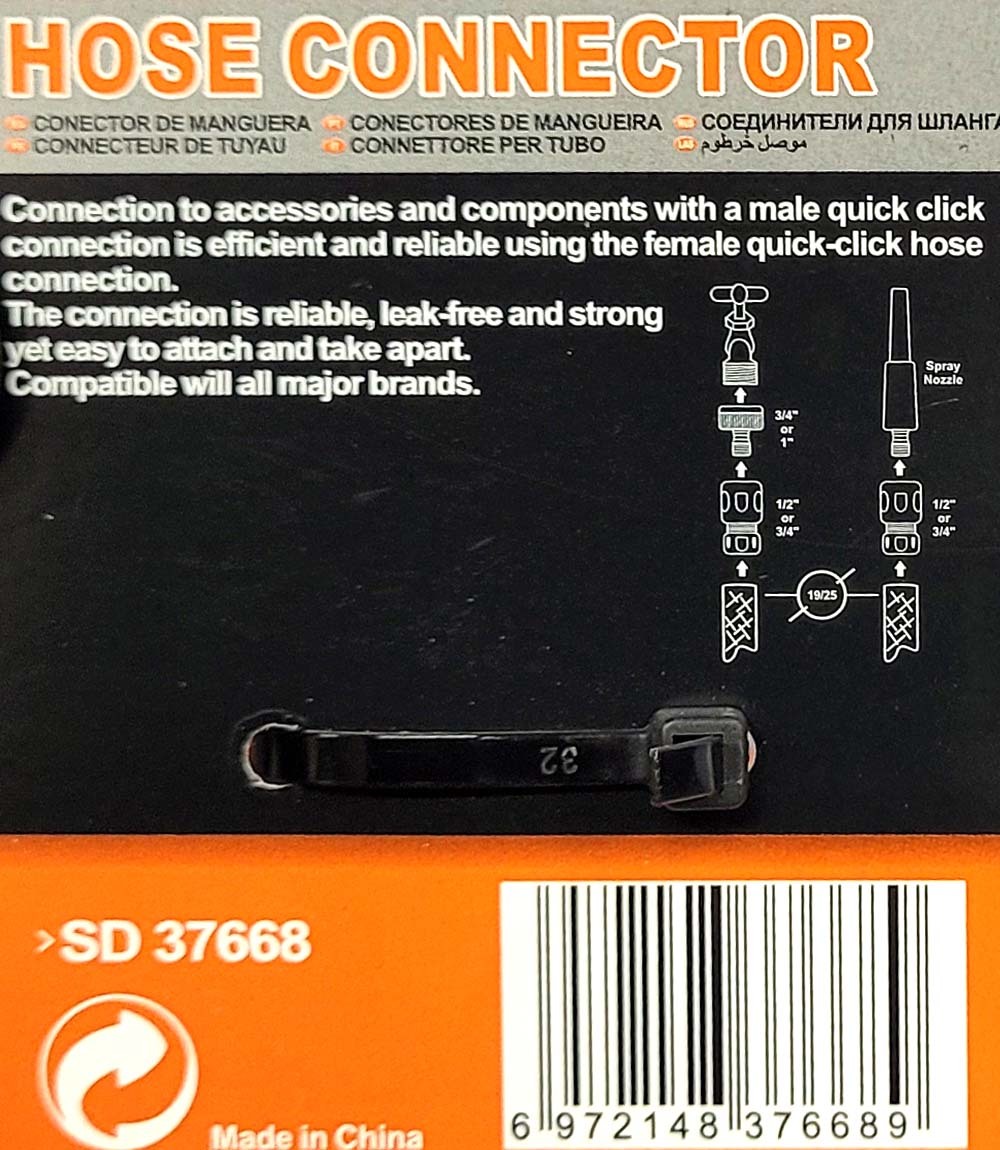 HOSE CONNECTOR
CONECTOR DE MANGUERA CONECTORES DE MANGUEIRA СОЕДИНИТЕЛИ ДЛЯ ШЛАНГА
CONNECTEUR DE TUYAU CONNETTORE PER TUBO موصل خرطوم
Connection to accessories and components with a male quick click
connection is efficient and reliable using the female quick-click hose
connection.
The connection is reliable, leak-free and strong
yet easy to attach and take apart.
Compatible will all major brands.
Spray
Nozzle
3/4"
or
1"
1/2"
or
3/4"
1/2"
or
3/4"
19/25
32
>SD 37668
Made in China
6 972148 376689